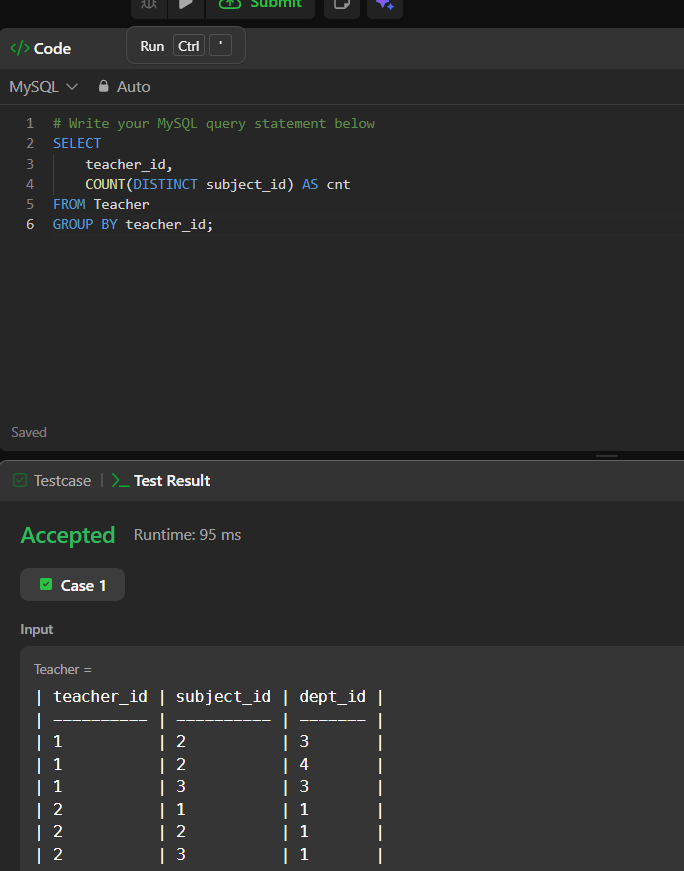 Submit
</> Code
Run Ctrl '
MySQL Auto
1 # Write your MySQL query statement below
2 SELECT
3 teacher_id,
4 COUNT(DISTINCT subject_id) AS cnt
5 FROM Teacher
6 GROUP BY teacher_id;
Saved
Testcase | >_ Test Result
Accepted Runtime: 95 ms
Case 1
Input
Teacher =
| teacher_id | subject_id | dept_id |
| ---------- | ---------- | ------- |
| 1 | 2 | 3 |
| 1 | 2 | 4 |
| 1 | 3 | 3 |
| 2 | 1 | 1 |
| 2 | 2 | 1 |
| 2 | 3 | 1 |